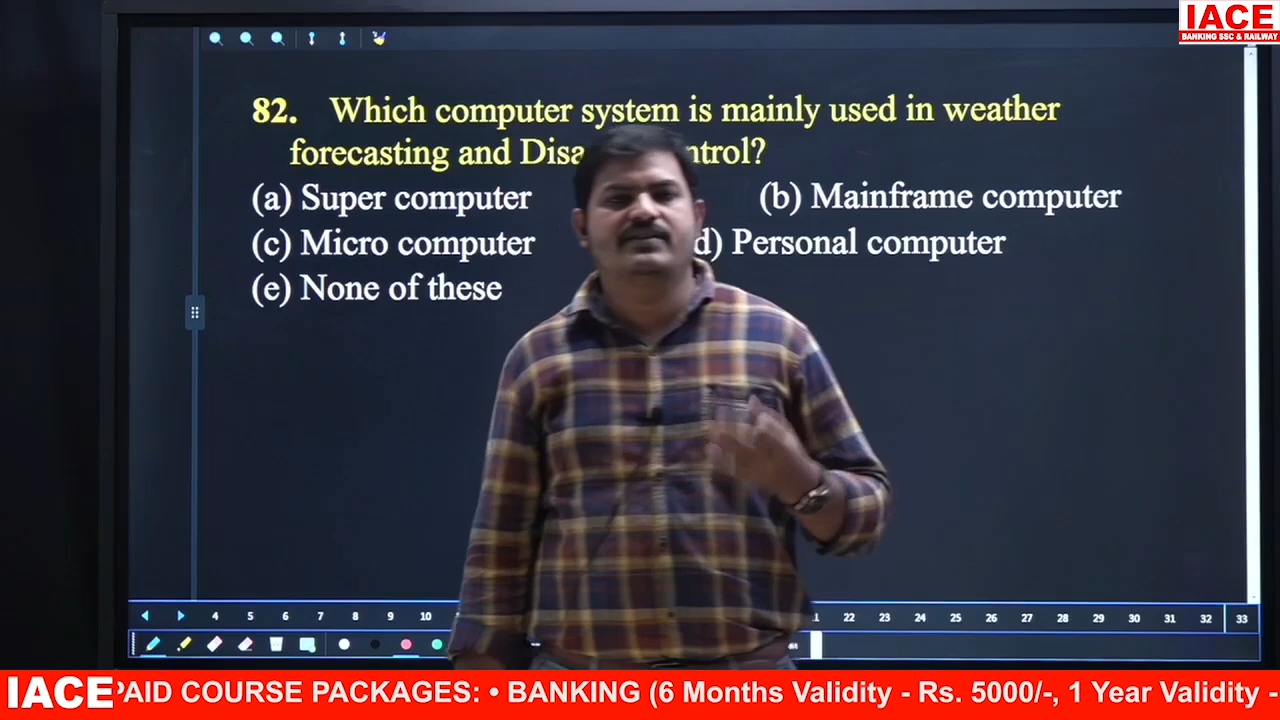 IACE
BANKING SSC & RAILWAY
82. Which computer system is mainly used in weather
forecasting and Disa ntrol?
(a) Super computer (b) Mainframe computer
(c) Micro computer d) Personal computer
(e) None of these
4 5 6 7 8 9 10 22 23 24 25 26 27 28 29 30 31 32 33
IACE PAID COURSE PACKAGES: • BANKING (6 Months Validity - Rs. 5000/-, 1 Year Validity -